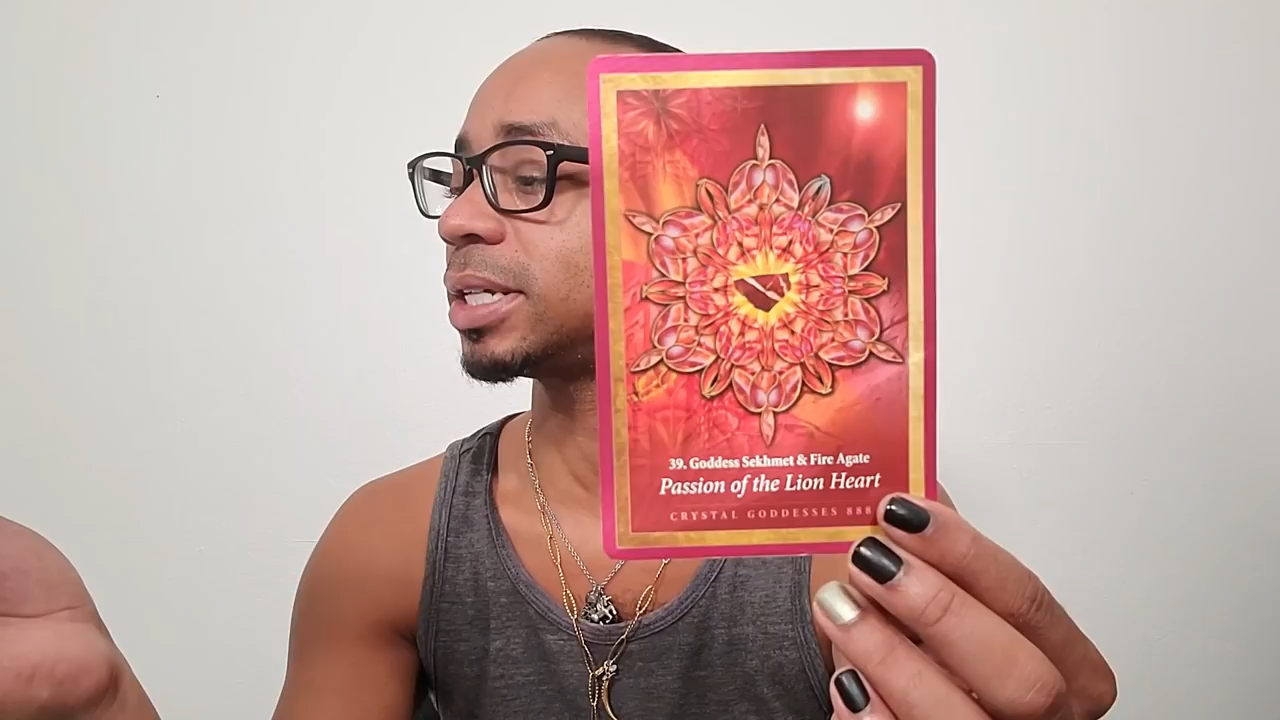 39. Goddess Sekhmet & Fire Agate
Passion of the Lion Heart
CRYSTAL GODDESSES 888